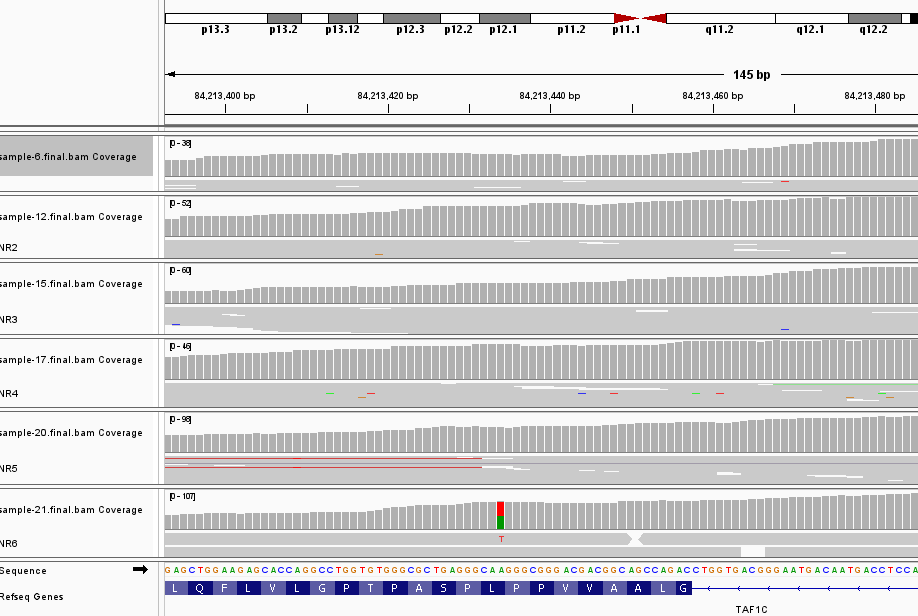 p13.3 p13.2 p13.12 p12.3 p12.2 p12.1 p11.2 p11.1 q11.2 q12.1 q12.2
145 bp
84,213,400 bp 84,213,420 bp 84,213,440 bp 84,213,460 bp 84,213,480 bp
[0 - 38]
sample-6.final.bam Coverage
[0 - 52]
sample-12.final.bam Coverage
NR2
[0 - 60]
sample-15.final.bam Coverage
NR3
[0 - 46]
sample-17.final.bam Coverage
NR4
[0 - 98]
sample-20.final.bam Coverage
NR5
[0 - 107]
sample-21.final.bam Coverage
NR6
T
Sequence GAGCTGGAAGAGCACCAGGCCTGGTGTGGGCGCTGAGGGCAAGGGCGGGACGACGGCAGCCAGACCTGGTGACGGGAATGACAATGACCTCCA
Refseq Genes L Q F L V L G P T P A S P L P P V V A A L G
TAF1C